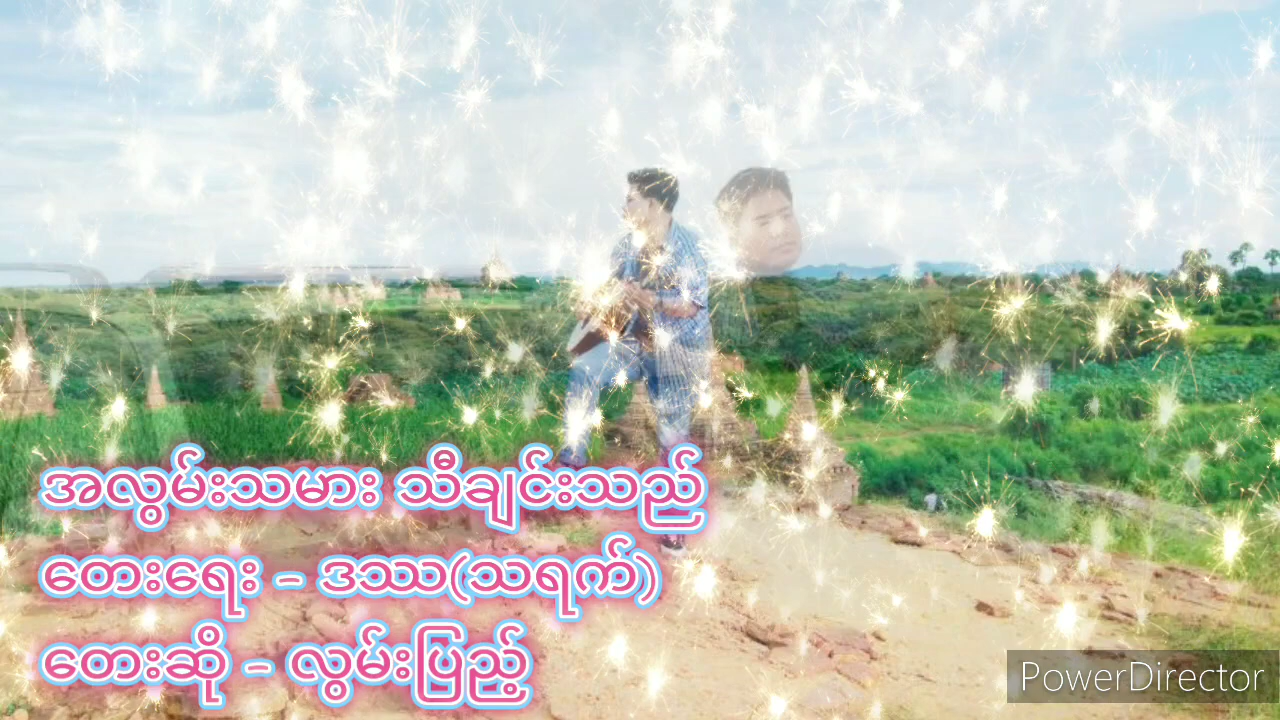 အလွမ်းသမား သီချင်းသည်
တေးရေး - ဒဿ(သရက်)
တေးဆို - လွမ်းပြည့်
PowerDirector